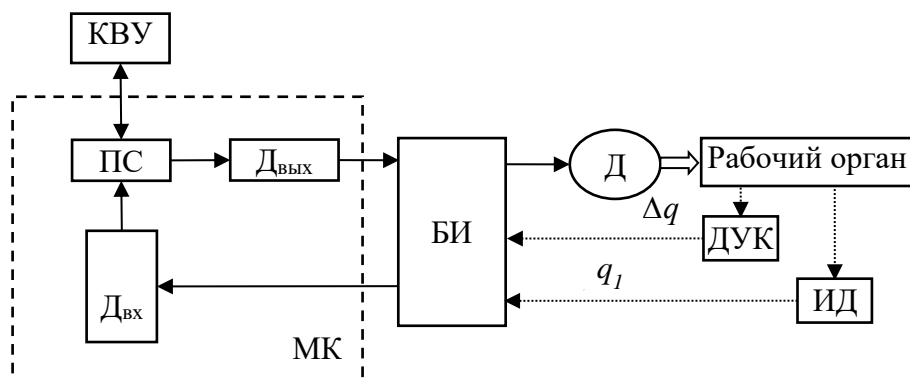 КВУ
ПС
Двых
БИ
Д
Рабочий орган
Δq
ДУК
q1
ИД
Двх
МК